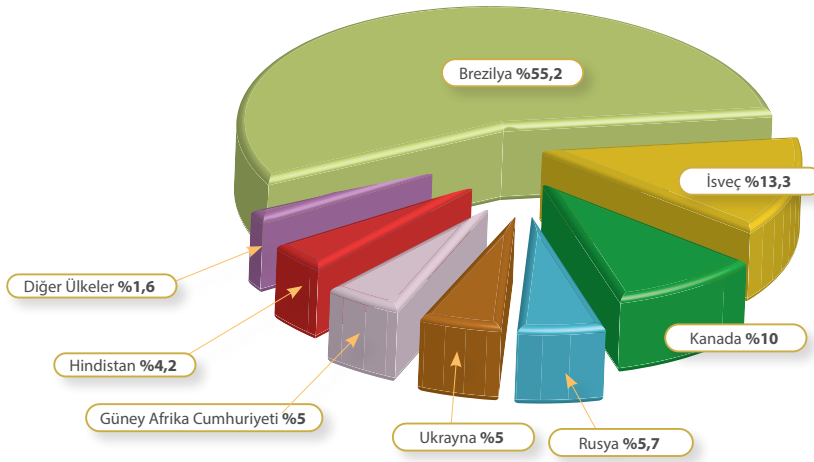 Brezilya %55,2
İsveç %13,3
Diğer Ülkeler %1,6
Kanada %10
Hindistan %4,2
Güney Afrika Cumhuriyeti %5
Ukrayna %5
Rusya %5,7